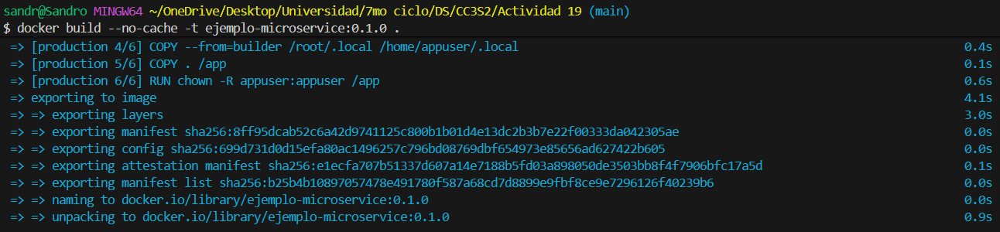 sandr@Sandro MINGW64 ~/OneDrive/Desktop/Universidad/7mo ciclo/DS/CC3S2/Actividad 19 (main)
$ docker build --no-cache -t ejemplo-microservice:0.1.0 .
=> [production 4/6] COPY --from=builder /root/.local /home/appuser/.local 0.4s
=> [production 5/6] COPY . /app 0.1s
=> [production 6/6] RUN chown -R appuser:appuser /app 0.6s
=> exporting to image 4.1s
=> => exporting layers 3.0s
=> => exporting manifest sha256:8ff95dcab52c6a42d9741125c800b1b01d4e13dc2b3b7e22f00333da042305ae 0.0s
=> => exporting config sha256:699d731d0d15efa80ac1496257c796bd08769dbf654973e85656ad627422b605 0.0s
=> => exporting attestation manifest sha256:e1ecfa707b51337d607a14e7188b5fd03a898050de3503bb8f4f7906bfc17a5d 0.1s
=> => exporting manifest list sha256:b25b4b10897057478e491780f587a68cd7d8899e9fbf8ce9e7296126f40239b6 0.0s
=> => naming to docker.io/library/ejemplo-microservice:0.1.0 0.0s
=> => unpacking to docker.io/library/ejemplo-microservice:0.1.0 0.9s